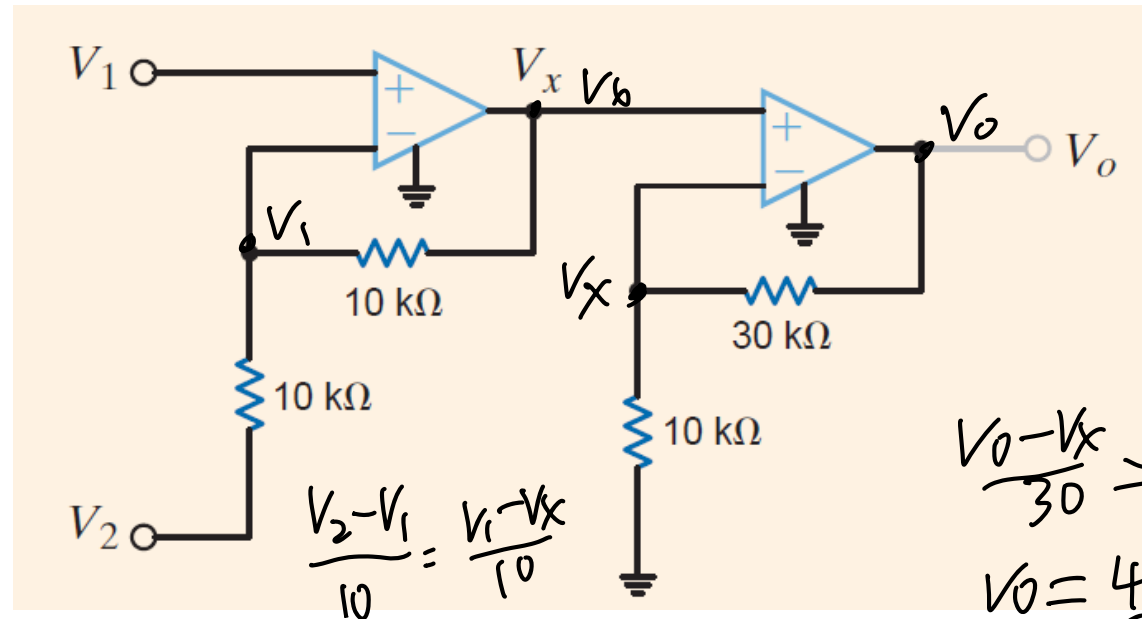 V₁
Vₓ
Vx
Vo
Vₒ
+
−
+
−
V₁
10 kΩ
Vx
30 kΩ
10 kΩ
10 kΩ
V₂
(V₂-V₁)/10 = (V₁-Vx)/10
(Vo-Vx)/30
Vo = 4